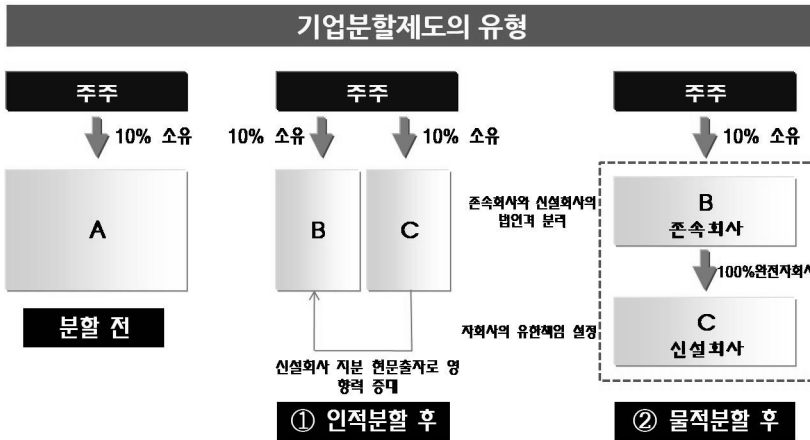 기업분할제도의 유형
주주
10% 소유
A
분할 전
주주
10% 소유
10% 소유
B
C
신설회사 지분 현문출자로 영
향력 증대
① 인적분할 후
주주
10% 소유
존속회사와 신설회사의
법인격 분리
B
존속회사
100%완전자회사
자회사의 유한책임 설정
C
신설회사
② 물적분할 후